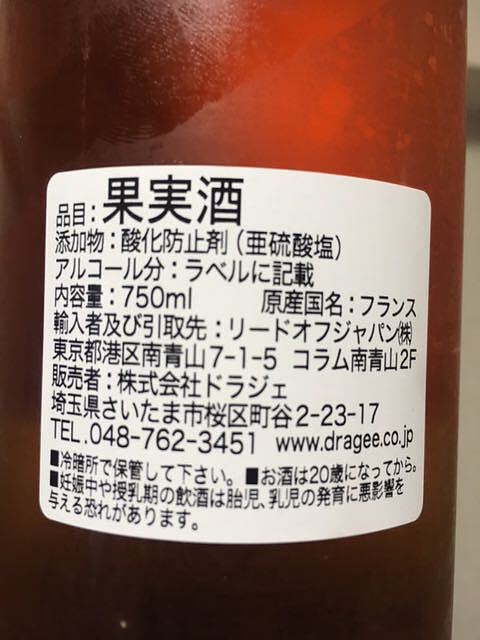 品目:果実酒
添加物:酸化防止剤(亜硫酸塩)
アルコール分:ラベルに記載
内容量:750ml 原産国名:フランス
輸入者及び引取先:リードオフジャパン㈱
東京都港区南青山7-1-5 コラム南青山2F
販売者:株式会社ドラジェ
埼玉県さいたま市桜区町谷2-23-17
TEL.048-762-3451 www.dragee.co.jp
■冷暗所で保管して下さい。■お酒は20歳になってから。
■妊娠中や授乳期の飲酒は胎児、乳児の発育に悪影響を
与える恐れがあります。